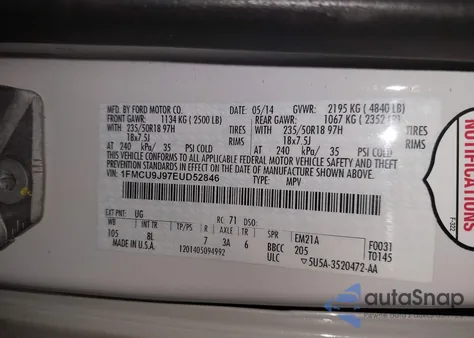 MFD. BY FORD MOTOR CO. 05/14 GVWR: 2195 KG ( 4840 LB)
FRONT GAWR: 1134 KG (2500 LB) REAR GAWR: 1067 KG ( 2352 LB)
WITH 235/50R18 97H TIRES WITH 235/50R18 97H TIRES
18x7.5J RIMS 18x7.5J
AT 240 kPa/ 35 PSI COLD AT 240 kPa/ 35 PSI COLD
THIS VEHICLE CONFORMS TO ALL APPLICABLE FEDERAL MOTOR VEHICLE SAFETY AND THEFT
PREVENTION STANDARDS IN EFFECT ON THE DATE OF MANUFACTURE SHOWN ABOVE.
VIN: 1FMCU9J97EUD52846 TYPE: MPV
EXT PNT: UG RC: 71 DSO:
WB INT TR TP/PS R AXLE TR SPR EM21A F0031
105 8L 7 3A 6 BBCC 205 T0145
MADE IN U.S.A. 1201405094992 ULC 5U5A-3520472-AA
NOTIFICATIONS
F-322
autoSnap